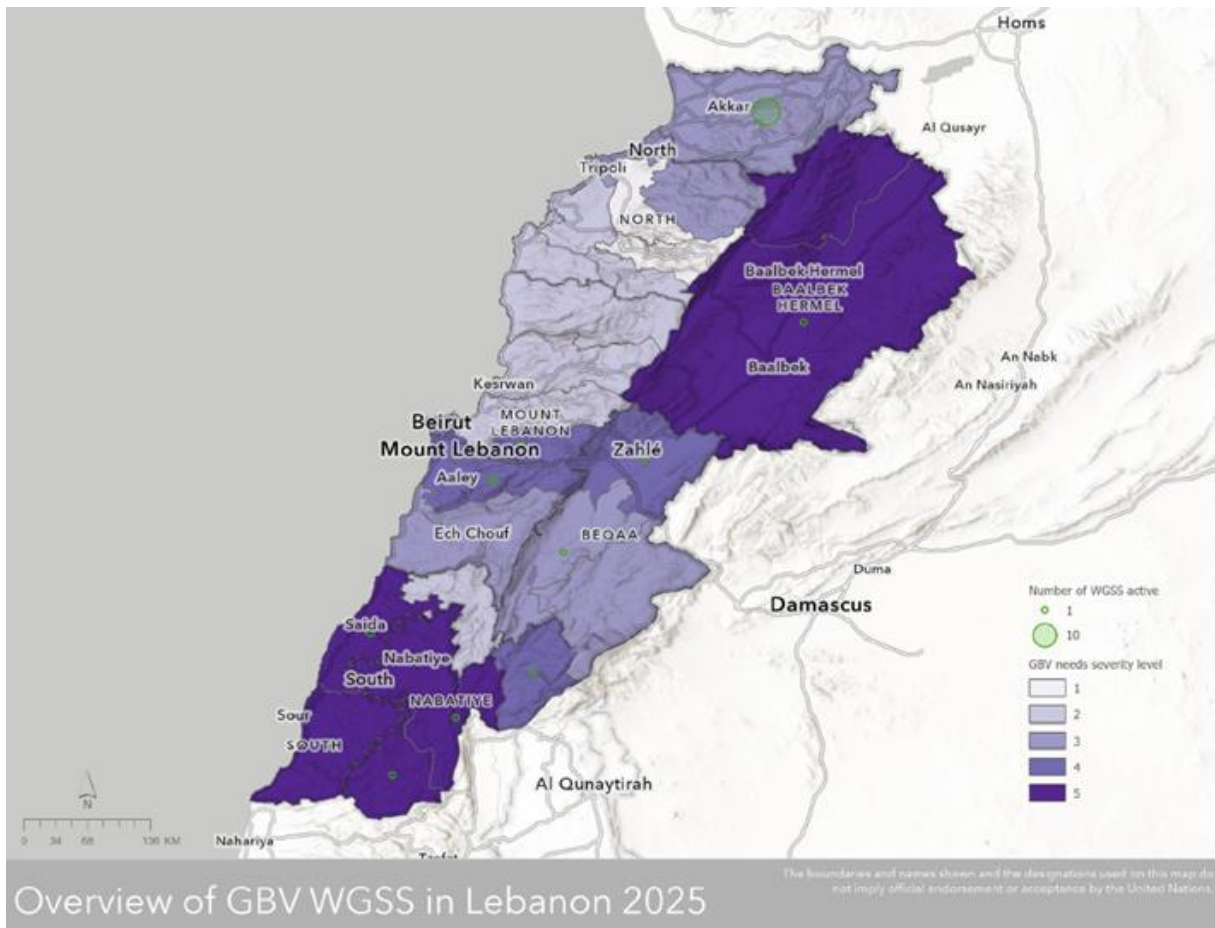 Homs
Akkar
Al Qusayr
North
Tripoli
NORTH
Baalbek-Hermel
BAALBEK
HERMEL
An Nabk
Baalbek
An Nasiriyah
Kesrwan
MOUNT
LEBANON
Beirut
Mount Lebanon
Zahlé
Aaley
Ech Chouf
BEQAA
Duma
Damascus
Number of WGSS active
1
10
GBV needs severity level
1
2
3
4
5
Saida
Nabatiye
South
NABATIYE
Sour
SOUTH
Al Qunaytirah
N
0 34 68 136 KM
Nahariya
Overview of GBV WGSS in Lebanon 2025
The boundaries and names shown and the designations used on this map do
not imply official endorsement or acceptance by the United Nations.